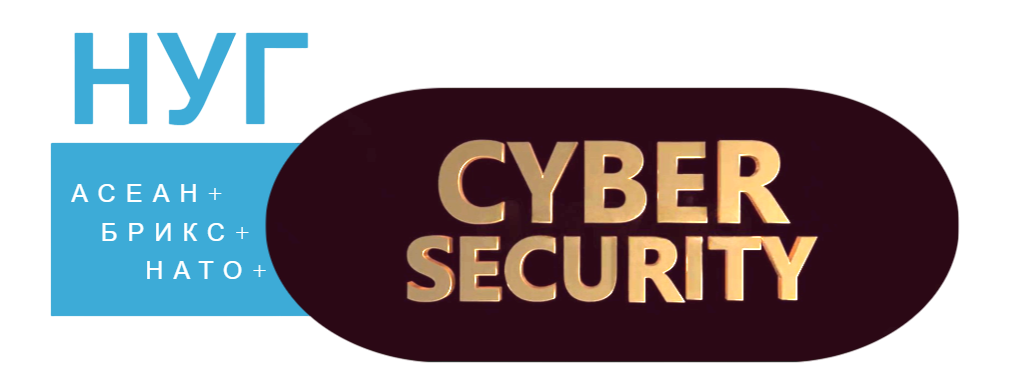 НУГ
АСЕАН+
БРИКС+
НАТО+
CYBER
SECURITY